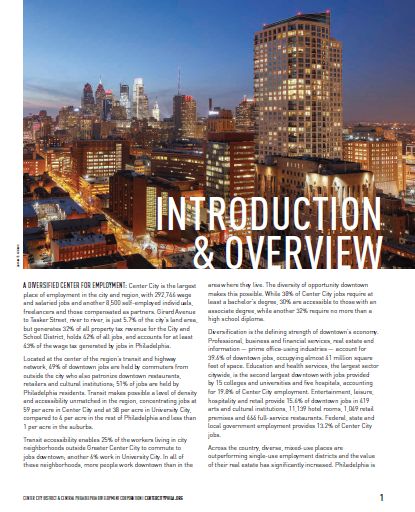 INTRODUCTION
& OVERVIEW
A DIVERSIFIED CENTER FOR EMPLOYMENT: Center City is the largest
place of employment in the city and region, with 292,746 wage
and salaried jobs and another 8,500 self-employed individuals,
freelancers and those compensated as partners. Girard Avenue
to Tasker Street, river to river, is just 5.7% of the city's land area,
but generates 32% of all property tax revenue for the City and
School District, holds 42% of all jobs, and accounts for at least
43% of the wage tax generated by jobs in Philadelphia.
Located at the center of the region's transit and highway
network, 49% of downtown jobs are held by commuters from
outside the city who also patronize downtown restaurants,
retailers and cultural institutions; 51% of jobs are held by
Philadelphia residents. Transit makes possible a level of density
and accessibility unmatched in the region, concentrating jobs at
59 per acre in Center City and at 38 per acre in University City,
compared to 4 per acre in the rest of Philadelphia and less than
1 per acre in the suburbs.
Transit accessibility enables 25% of the workers living in city
neighborhoods outside Greater Center City to commute to
jobs downtown; another 6% work in University City. In all of
these neighborhoods, more people work downtown than in the
area where they live. The diversity of opportunity downtown
makes this possible. While 38% of Center City jobs require at
least a bachelor's degree, 30% are accessible to those with an
associate degree, while another 32% require no more than a
high school diploma.
Diversification is the defining strength of downtown's economy.
Professional, business and financial services, real estate and
information — prime office-using industries — account for
39.6% of downtown jobs, occupying almost 41 million square
feet of space. Education and health services, the largest sector
citywide, is the second largest downtown with jobs provided
by 15 colleges and universities and five hospitals, accounting
for 19.8% of Center City employment. Entertainment, leisure,
hospitality and retail provide 15.6% of downtown jobs in 419
arts and cultural institutions, 11,139 hotel rooms, 1,049 retail
premises and 464 full-service restaurants. Federal, state and
local government employment provides 13.2% of Center City
jobs.
Across the country, diverse, mixed-use places are
outperforming single-use employment districts and the value
of their real estate has significantly increased. Philadelphia is
CENTER CITY DISTRICT & CENTRAL PHILADELPHIA DEVELOPMENT CORPORATION | CENTERCITYPHILA.ORG
1